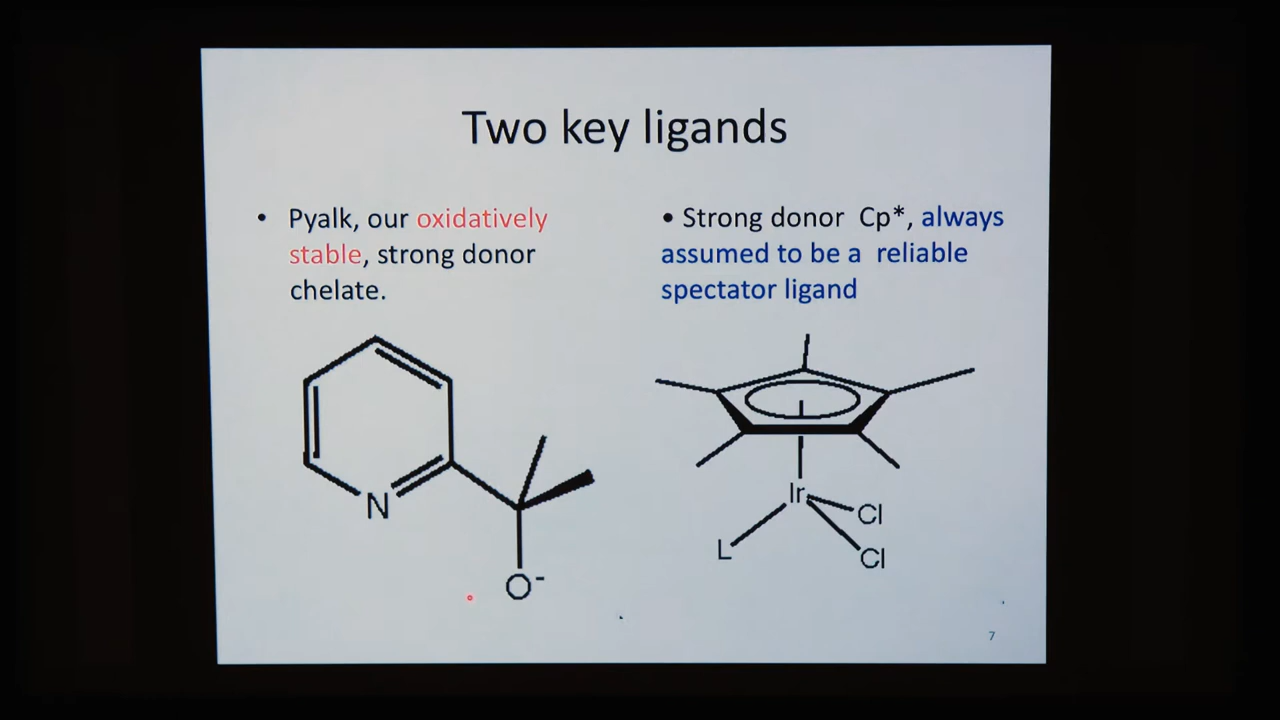 Two key ligands
• Pyalk, our oxidatively
stable, strong donor
chelate.
• Strong donor Cp*, always
assumed to be a reliable
spectator ligand
N
O-
Ir
Cl
L
Cl
7